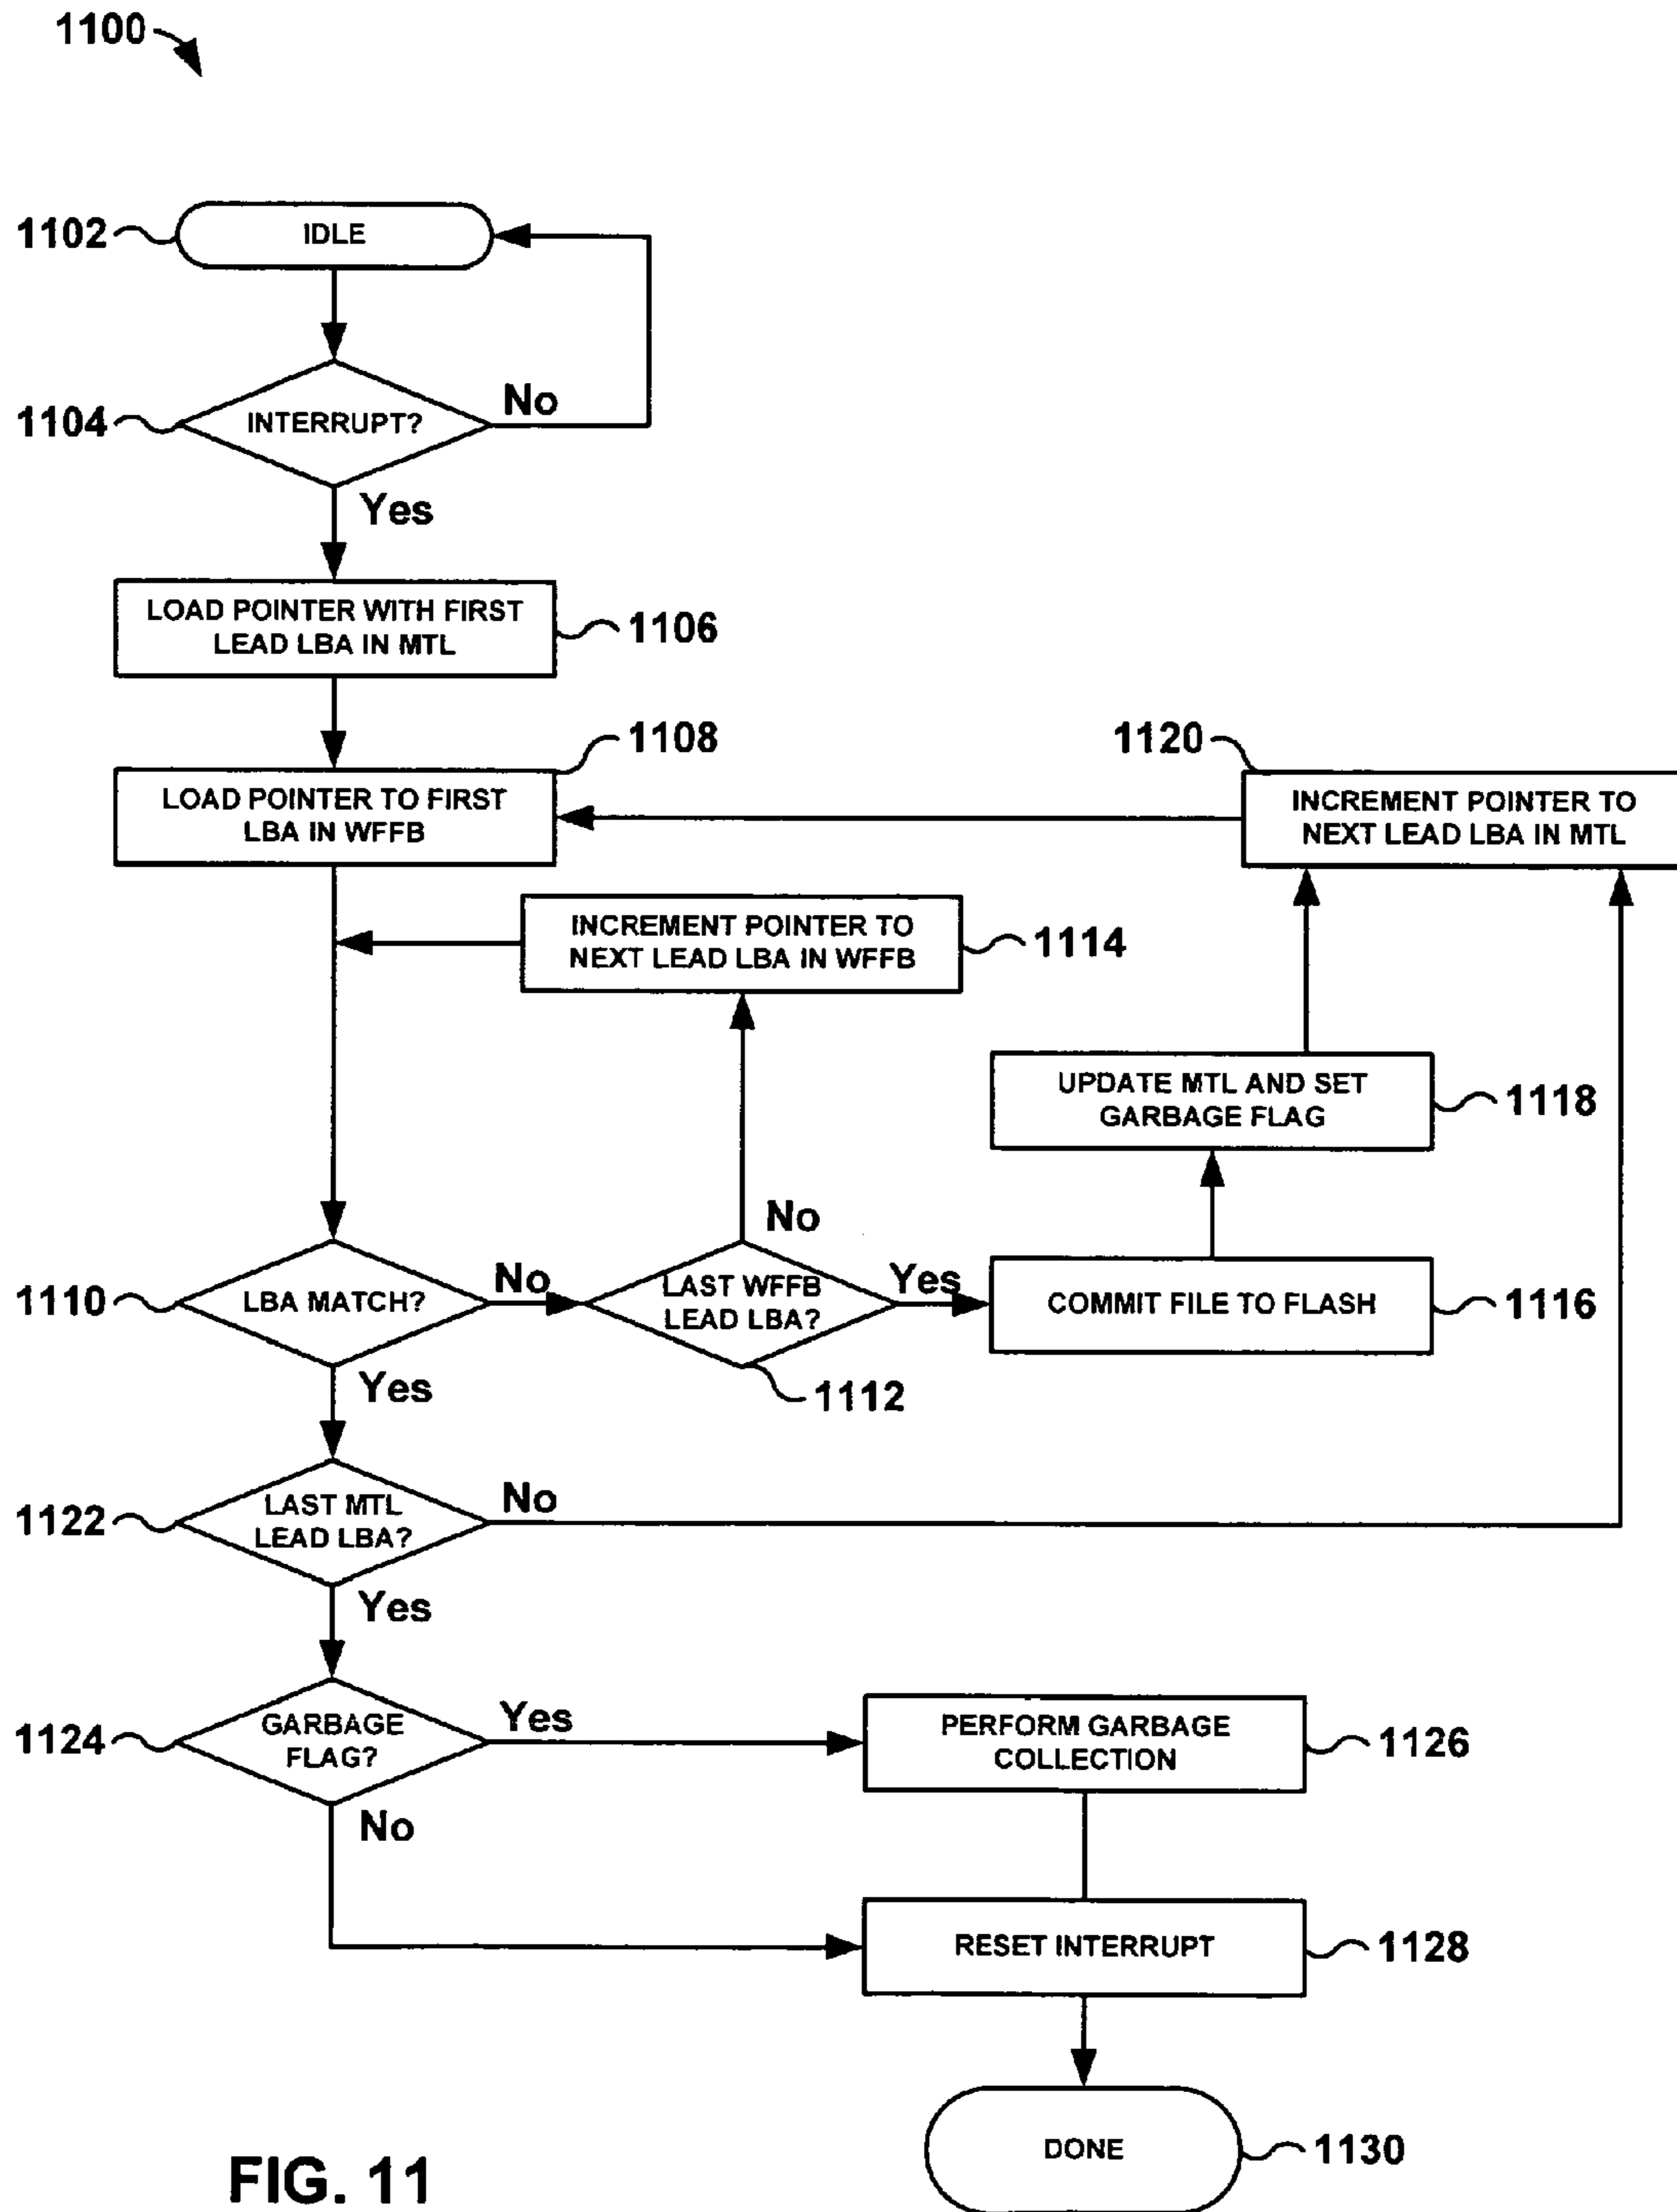 1100
1102
IDLE
1104
INTERRUPT?
No
Yes
LOAD POINTER WITH FIRST
LEAD LBA IN MTL
1106
1108
1120
LOAD POINTER TO FIRST
LBA IN WFFB
INCREMENT POINTER TO
NEXT LEAD LBA IN MTL
INCREMENT POINTER TO
NEXT LEAD LBA IN WFFB
1114
UPDATE MTL AND SET
GARBAGE FLAG
1118
No
1110
LBA MATCH?
No
LAST WFFB
LEAD LBA?
Yes
COMMIT FILE TO FLASH
1116
Yes
1112
1122
LAST MTL
LEAD LBA?
No
Yes
1124
GARBAGE
FLAG?
Yes
PERFORM GARBAGE
COLLECTION
1126
No
RESET INTERRUPT
1128
DONE
1130
FIG. 11